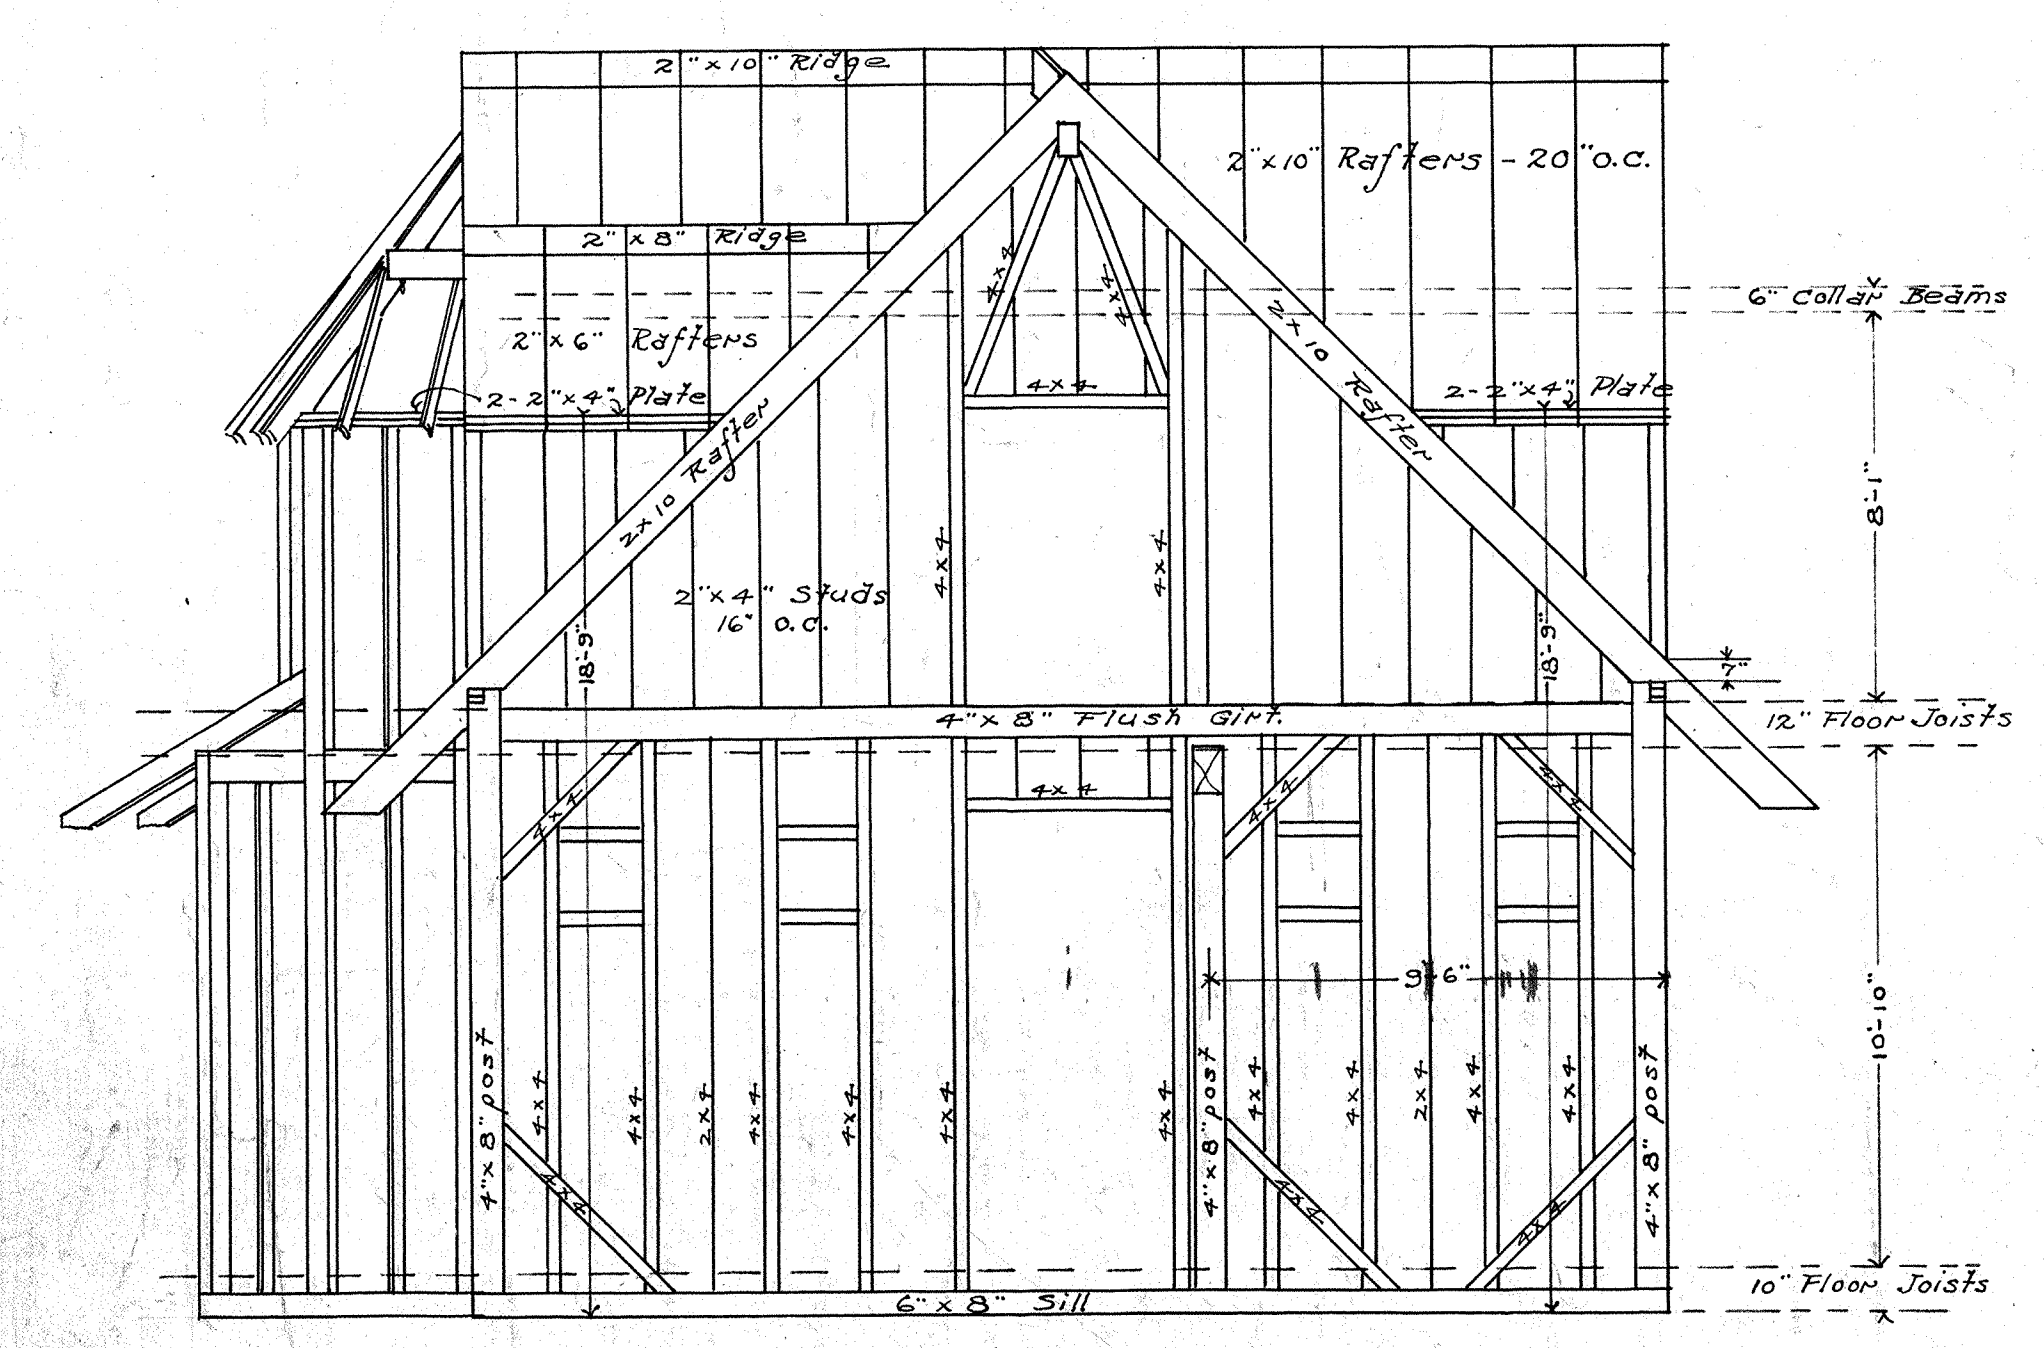 2"x10" Ridge
2"x10" Rafters - 20" o.c.
2"x8" Ridge
4x4
4x4
6" Collar Beams
2"x6" Rafters
2x10 Rafter
2-2"x4" Plate
4x4
2-2"x4" Plate
2x10 Rafter
8'-1"
4x4
4x4
2"x4" Studs
16" o.c.
18'-9"
18'-9"
7"
4"x8" Flush Girt.
12" Floor Joists
4x4
4x4
4x4
4x4
9'-6"
10'-10"
4"x8" post
4x4
4x4
2x4
4x4
4x4
4x4
4x4
4"x8" post
4x4
4x4
2x4
4x4
4x4
4"x8" post
4x4
4x4
4x4
10" Floor Joists
6"x8" Sill